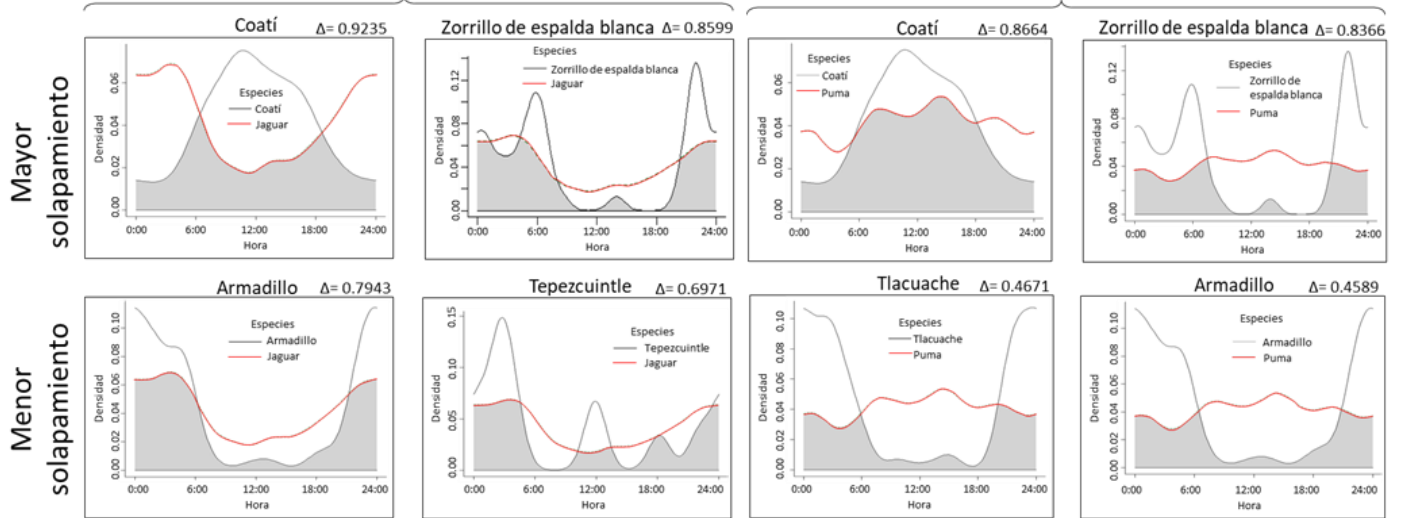 Coatí Δ= 0.9235
Zorrillo de espalda blanca Δ= 0.8599
Coatí Δ= 0.8664
Zorrillo de espalda blanca Δ= 0.8366
Mayor
solapamiento
Densidad
0.00 0.02 0.04 0.06
Especies
Coatí
Jaguar
0:00 6:00 12:00 18:00 24:00
Hora
Densidad
0.00 0.04 0.08 0.12
Especies
Zorrillo de espalda blanca
Jaguar
0:00 6:00 12:00 18:00 24:00
Hora
Densidad
0.00 0.02 0.04 0.06
Especies
Coatí
Puma
0:00 6:00 12:00 18:00 24:00
Hora
Densidad
0.00 0.04 0.08 0.12
Especies
Zorrillo de
espalda blanca
Puma
0:00 6:00 12:00 18:00 24:00
Hora
Armadillo Δ= 0.7943
Tepezcuintle Δ= 0.6971
Tlacuache Δ= 0.4671
Armadillo Δ= 0.4589
Menor
solapamiento
Densidad
0.00 0.02 0.04 0.06 0.08 0.10
Especies
Armadillo
Jaguar
0:00 6:00 12:00 18:00 24:00
Hora
Densidad
0.00 0.05 0.10 0.15
Especies
Tepezcuintle
Jaguar
0:00 6:00 12:00 18:00 24:00
Hora
Densidad
0.00 0.02 0.04 0.06 0.08 0.10
Especies
Tlacuache
Puma
0:00 6:00 12:00 18:00 24:00
Hora
Densidad
0.00 0.02 0.04 0.06 0.08 0.10
Especies
Armadillo
Puma
0:00 6:00 12:00 18:00 24:00
Hora